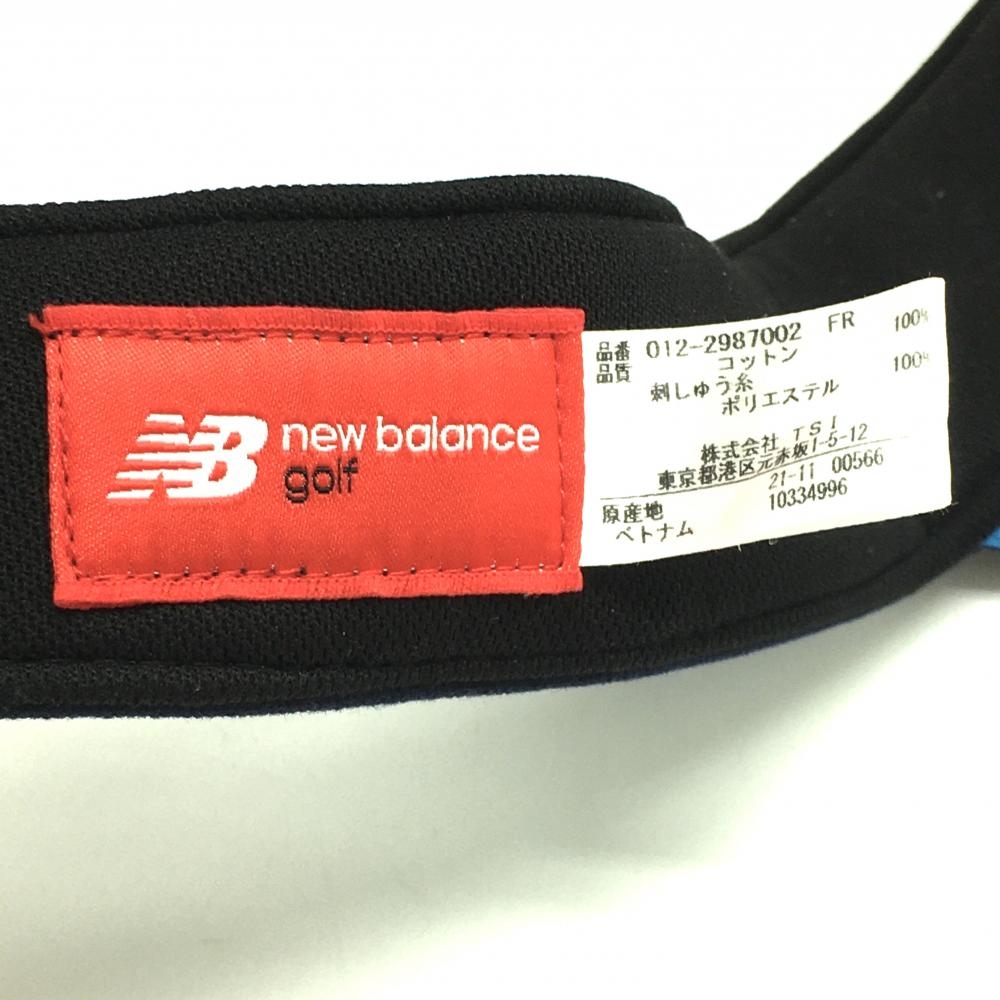 NB new balance
golf
品番 012-2987002 FR
品質 コットン 100%
刺しゅう糸
ポリエステル 100%
株式会社 TSI
東京都港区元赤坂1-5-12
21-11 00566
原産地 10334996
ベトナム